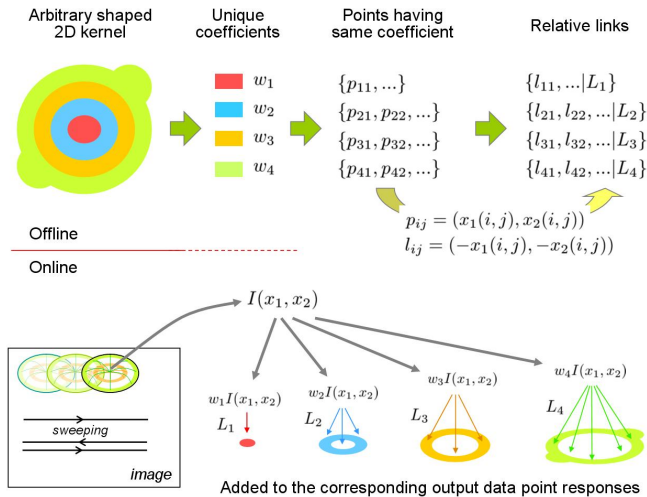 Arbitrary shaped
2D kernel
Unique
coefficients
Points having
same coefficient
Relative links
w₁
{p₁₁, ...}
{l₁₁, ...|L₁}
w₂
{p₂₁, p₂₂, ...}
{l₂₁, l₂₂, ...|L₂}
w₃
{p₃₁, p₃₂, ...}
{l₃₁, l₃₂, ...|L₃}
w₄
{p₄₁, p₄₂, ...}
{l₄₁, l₄₂, ...|L₄}
pᵢⱼ = (x₁(i, j), x₂(i, j))
lᵢⱼ = (−x₁(i, j), −x₂(i, j))
Offline
Online
I(x₁, x₂)
w₁I(x₁, x₂)
L₁
w₂I(x₁, x₂)
L₂
w₃I(x₁, x₂)
L₃
w₄I(x₁, x₂)
L₄
sweeping
image
Added to the corresponding output data point responses